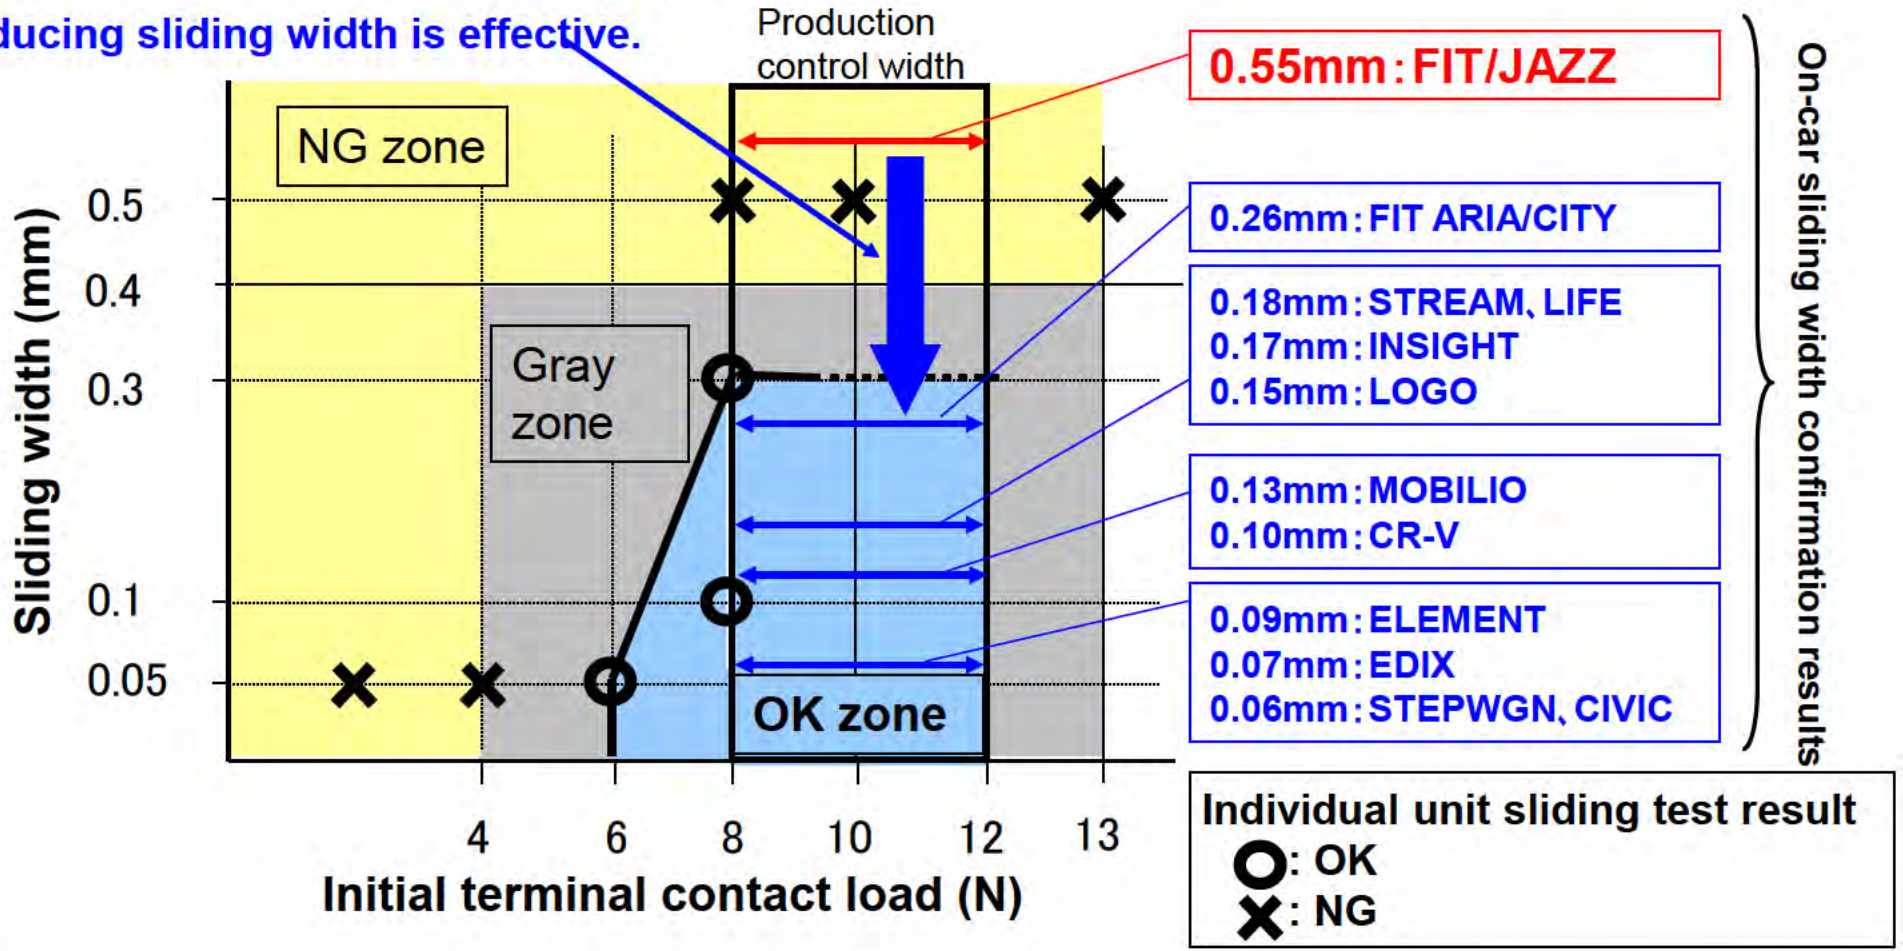 ducing sliding width is effective.
Production
control width
NG zone
Gray
zone
OK zone
Sliding width (mm)
0.5
0.4
0.3
0.1
0.05
4 6 8 10 12 13
Initial terminal contact load (N)
0.55mm:FIT/JAZZ
0.26mm:FIT ARIA/CITY
0.18mm:STREAM、LIFE
0.17mm:INSIGHT
0.15mm:LOGO
0.13mm:MOBILIO
0.10mm:CR-V
0.09mm:ELEMENT
0.07mm:EDIX
0.06mm:STEPWGN、CIVIC
On-car sliding width confirmation results
Individual unit sliding test result
: OK
: NG